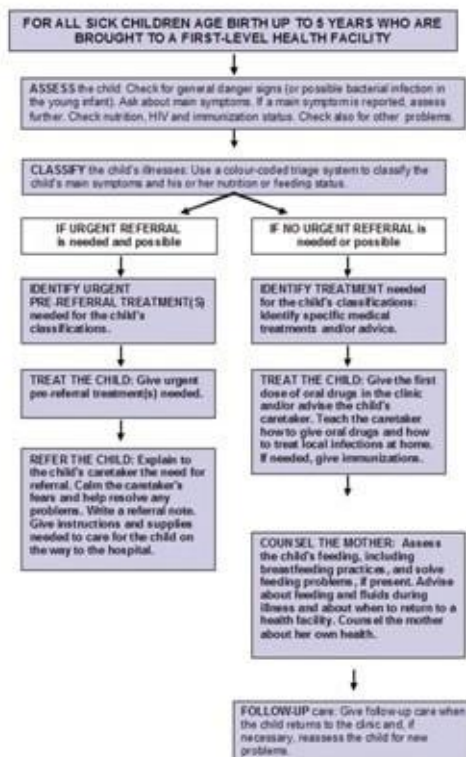 FOR ALL SICK CHILDREN AGE BIRTH UP TO 5 YEARS WHO ARE
BROUGHT TO A FIRST-LEVEL HEALTH FACILITY
ASSESS the child: Check for general danger signs (or possible bacterial infection in
the young infant). Ask about main symptoms. If a main symptom is reported, assess
further. Check nutrition, HIV and immunization status. Check also for other problems.
CLASSIFY the child's illnesses: Use a colour-coded triage system to classify the
child's main symptoms and his or her nutrition or feeding status.
IF URGENT REFERRAL
is needed and possible
IDENTIFY URGENT
PRE-REFERRAL TREATMENT(S)
needed for the child's
classifications.
TREAT THE CHILD: Give urgent
pre-referral treatment(s) needed.
REFER THE CHILD: Explain to
the child's caretaker the need for
referral. Calm the caretaker's
fears and help resolve any
problems. Write a referral note.
Give instructions and supplies
needed to care for the child on
the way to the hospital.
IF NO URGENT REFERRAL is
needed or possible
IDENTIFY TREATMENT needed
for the child's classifications:
Identify specific medical
treatments and/or advice.
TREAT THE CHILD: Give the first
dose of oral drugs in the clinic
and/or advise the child's
caretaker. Teach the caretaker
how to give oral drugs and how
to treat local infections at home.
If needed, give immunizations.
COUNSEL THE MOTHER: Assess
the child's feeding, including
breastfeeding practices, and solve
feeding problems, if present. Advise
about feeding and fluids during
illness and about when to return to a
health facility. Counsel the mother
about her own health.
FOLLOW-UP care: Give follow-up care when
the child returns to the clinic and, if
necessary, reassess the child for new
problems.